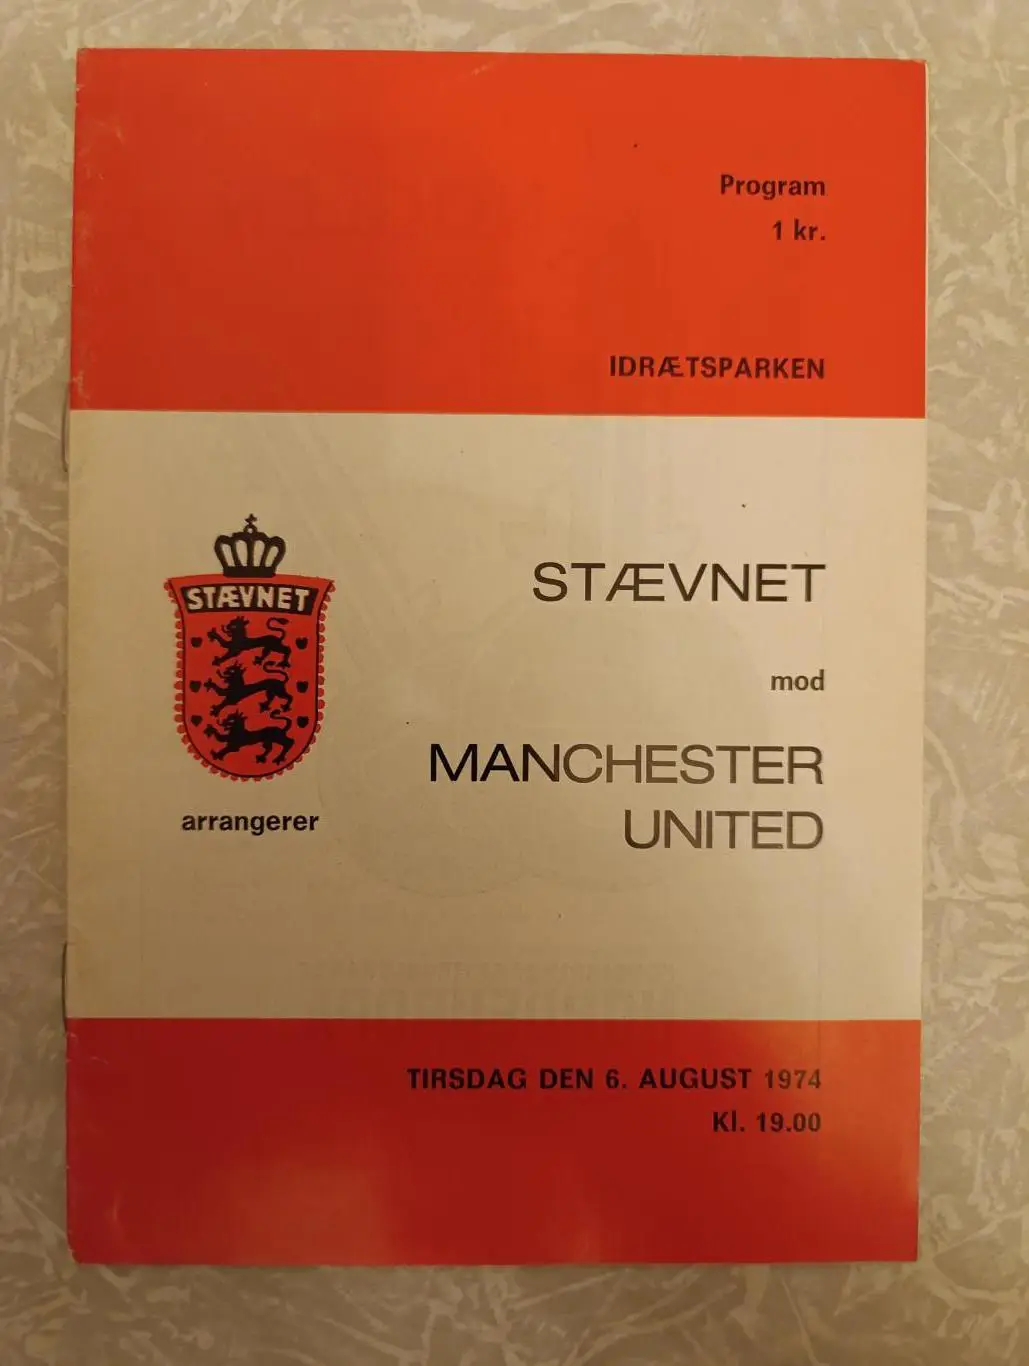 Program
1 kr.
IDRÆTSPARKEN
STÆVNET
STÆVNET
mod
MANCHESTER
UNITED
arrangerer
TIRSDAG DEN 6. AUGUST 1974
Kl. 19.00